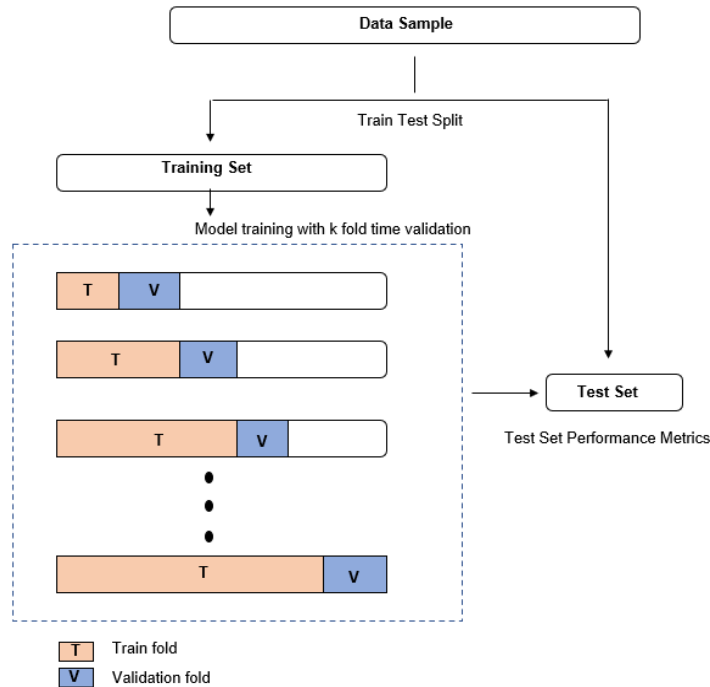 Data Sample
Train Test Split
Training Set
Model training with k fold time validation
T V
T V
T V
T V
Test Set
Test Set Performance Metrics
T Train fold
V Validation fold